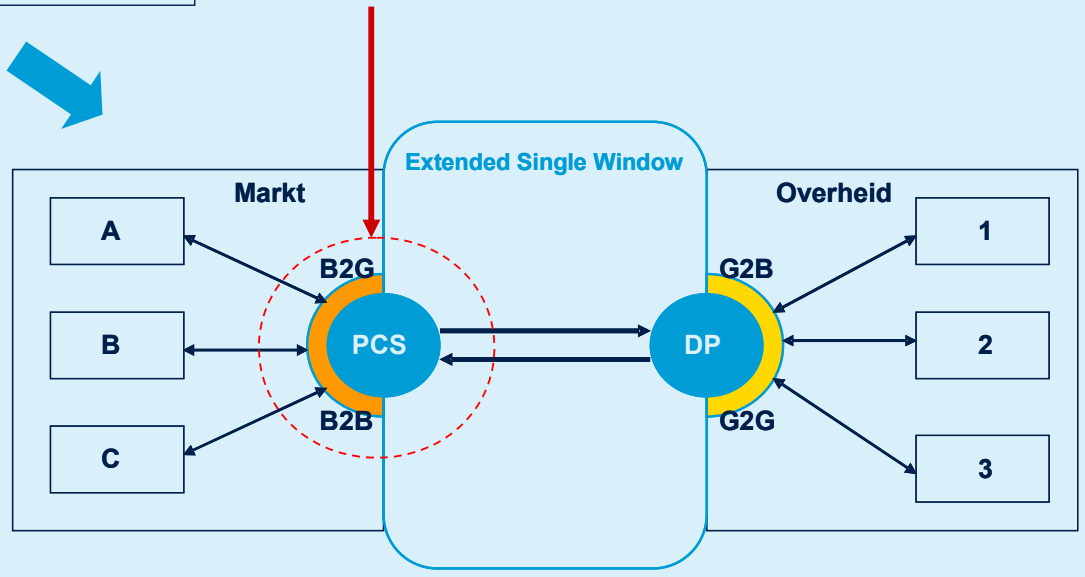 Extended Single Window
Markt
Overheid
A
1
B2G
G2B
B
PCS
DP
2
B2B
G2G
C
3